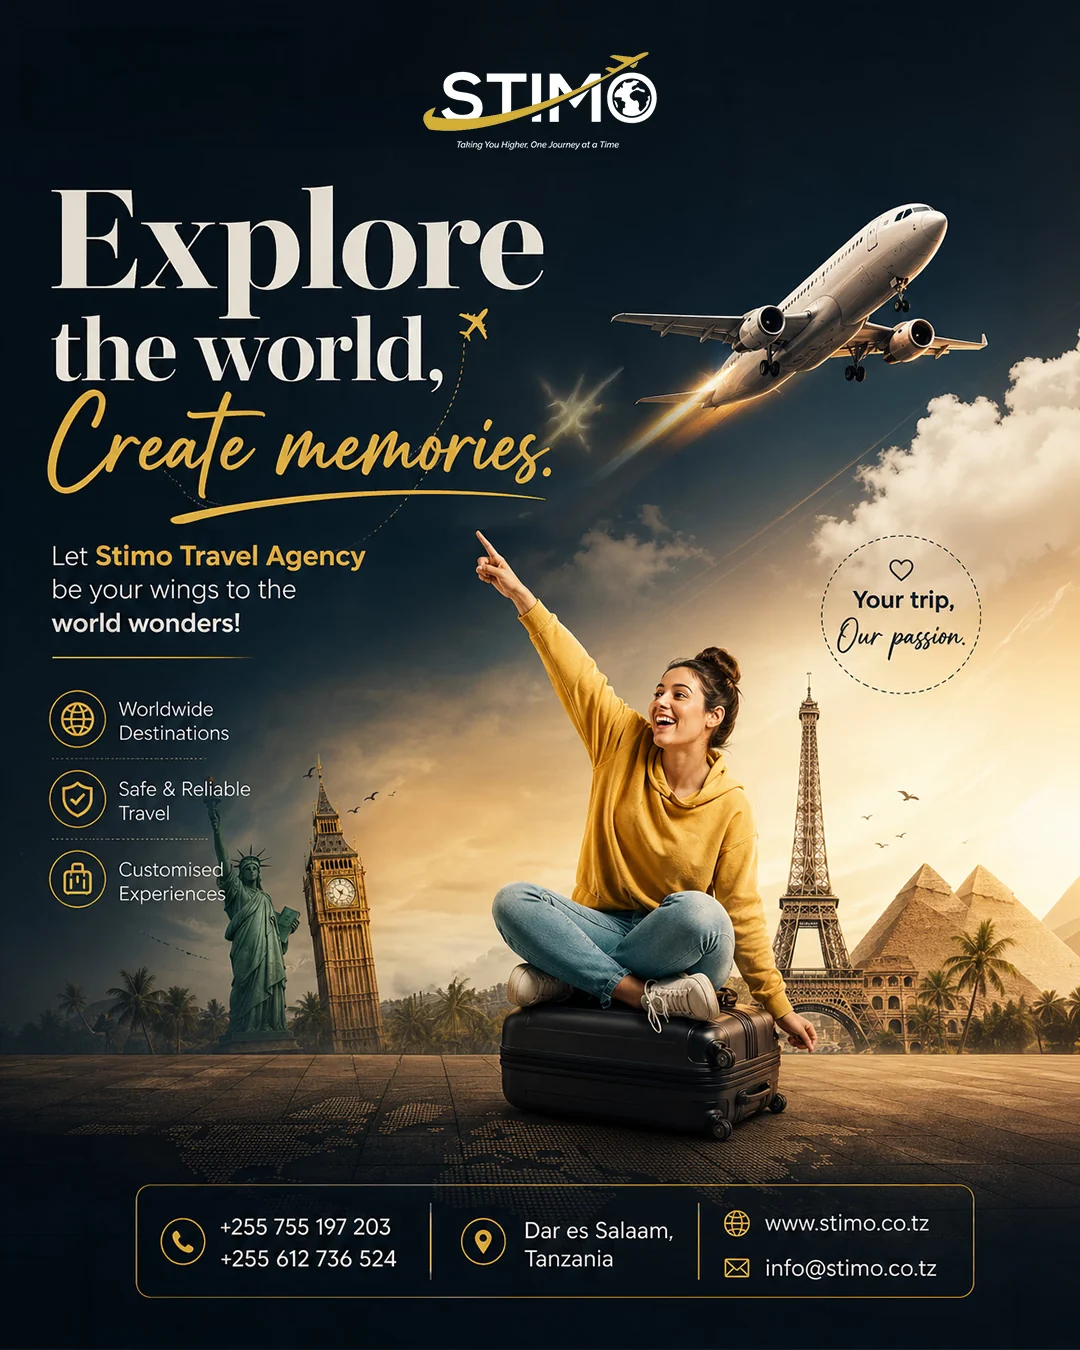 STIMO
Taking You Higher, One Journey at a Time
Explore
the world,
Create memories.
Let Stimo Travel Agency
be your wings to the
world wonders!
Your trip,
Our passion.
Worldwide
Destinations
Safe & Reliable
Travel
Customised
Experiences
+255 755 197 203
+255 612 736 524
Dar es Salaam,
Tanzania
www.stimo.co.tz
info@stimo.co.tz